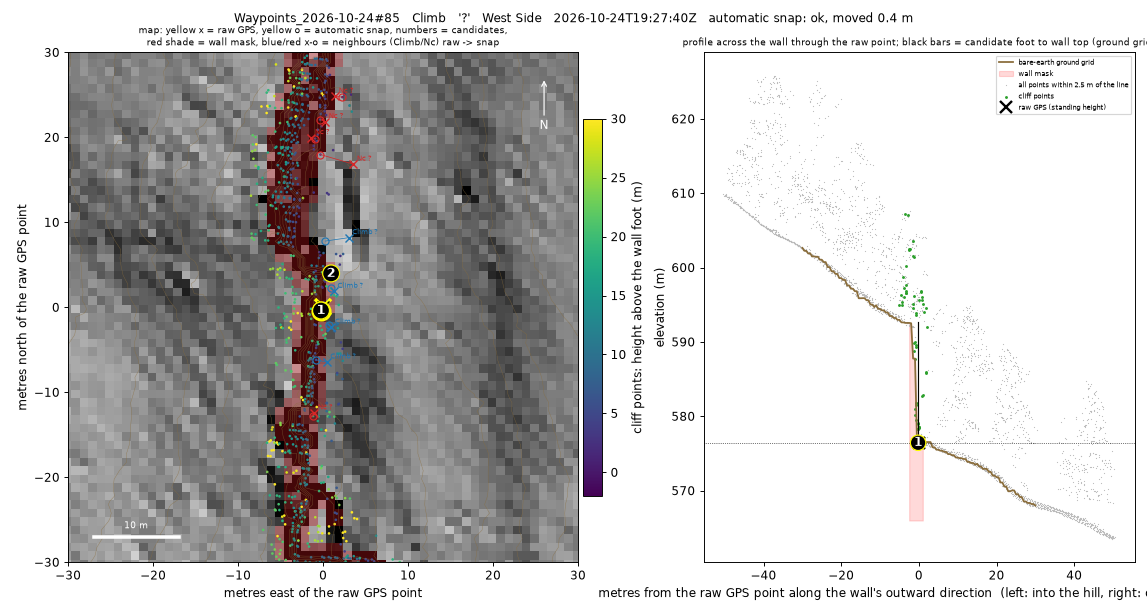 Waypoints_2026-10-24#85   Climb   '?'   West Side   2026-10-24T19:27:40Z   automatic snap: ok, moved 0.4 m
map: yellow x = raw GPS, yellow o = automatic snap, numbers = candidates,
red shade = wall mask, blue/red x-o = neighbours (Climb/Nc) raw -> snap
profile across the wall through the raw point; black bars = candidate foot to wall top (ground gri
30
20
10
0
−10
−20
−30
metres north of the raw GPS point
−30
−20
−10
0
10
20
30
metres east of the raw GPS point
N
10 m
2
1
Climb ?
30
25
20
15
10
5
0
cliff points: height above the wall foot (m)
bare-earth ground grid
wall mask
all points within 2.5 m of the line
cliff points
raw GPS (standing height)
620
610
600
590
580
570
elevation (m)
1
−40
−20
0
20
40
metres from the raw GPS point along the wall's outward direction  (left: into the hill, right: